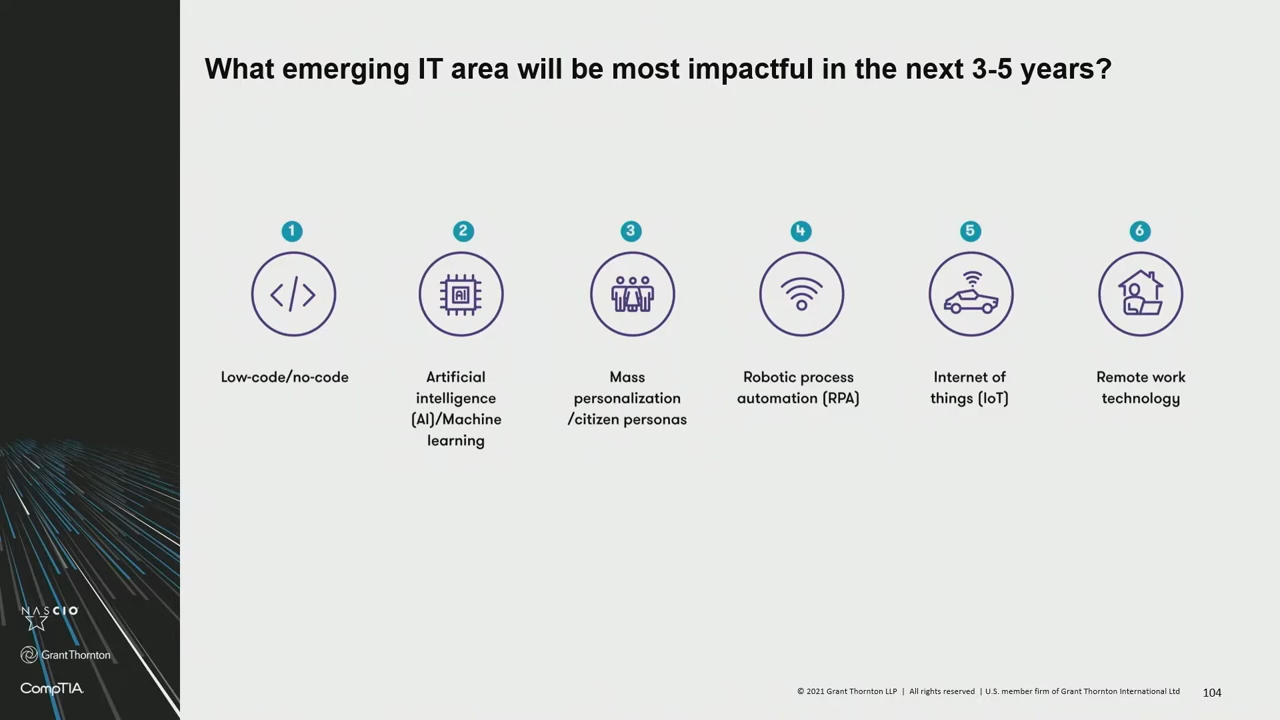 What emerging IT area will be most impactful in the next 3-5 years?
1
2
3
4
5
6
AI
Low-code/no-code
Artificial
intelligence
(AI)/Machine
learning
Mass
personalization
/citizen personas
Robotic process
automation (RPA)
Internet of
things (IoT)
Remote work
technology
NASCIO
GrantThornton
CompTIA.
© 2021 Grant Thornton LLP | All rights reserved | U.S. member firm of Grant Thornton International Ltd
104